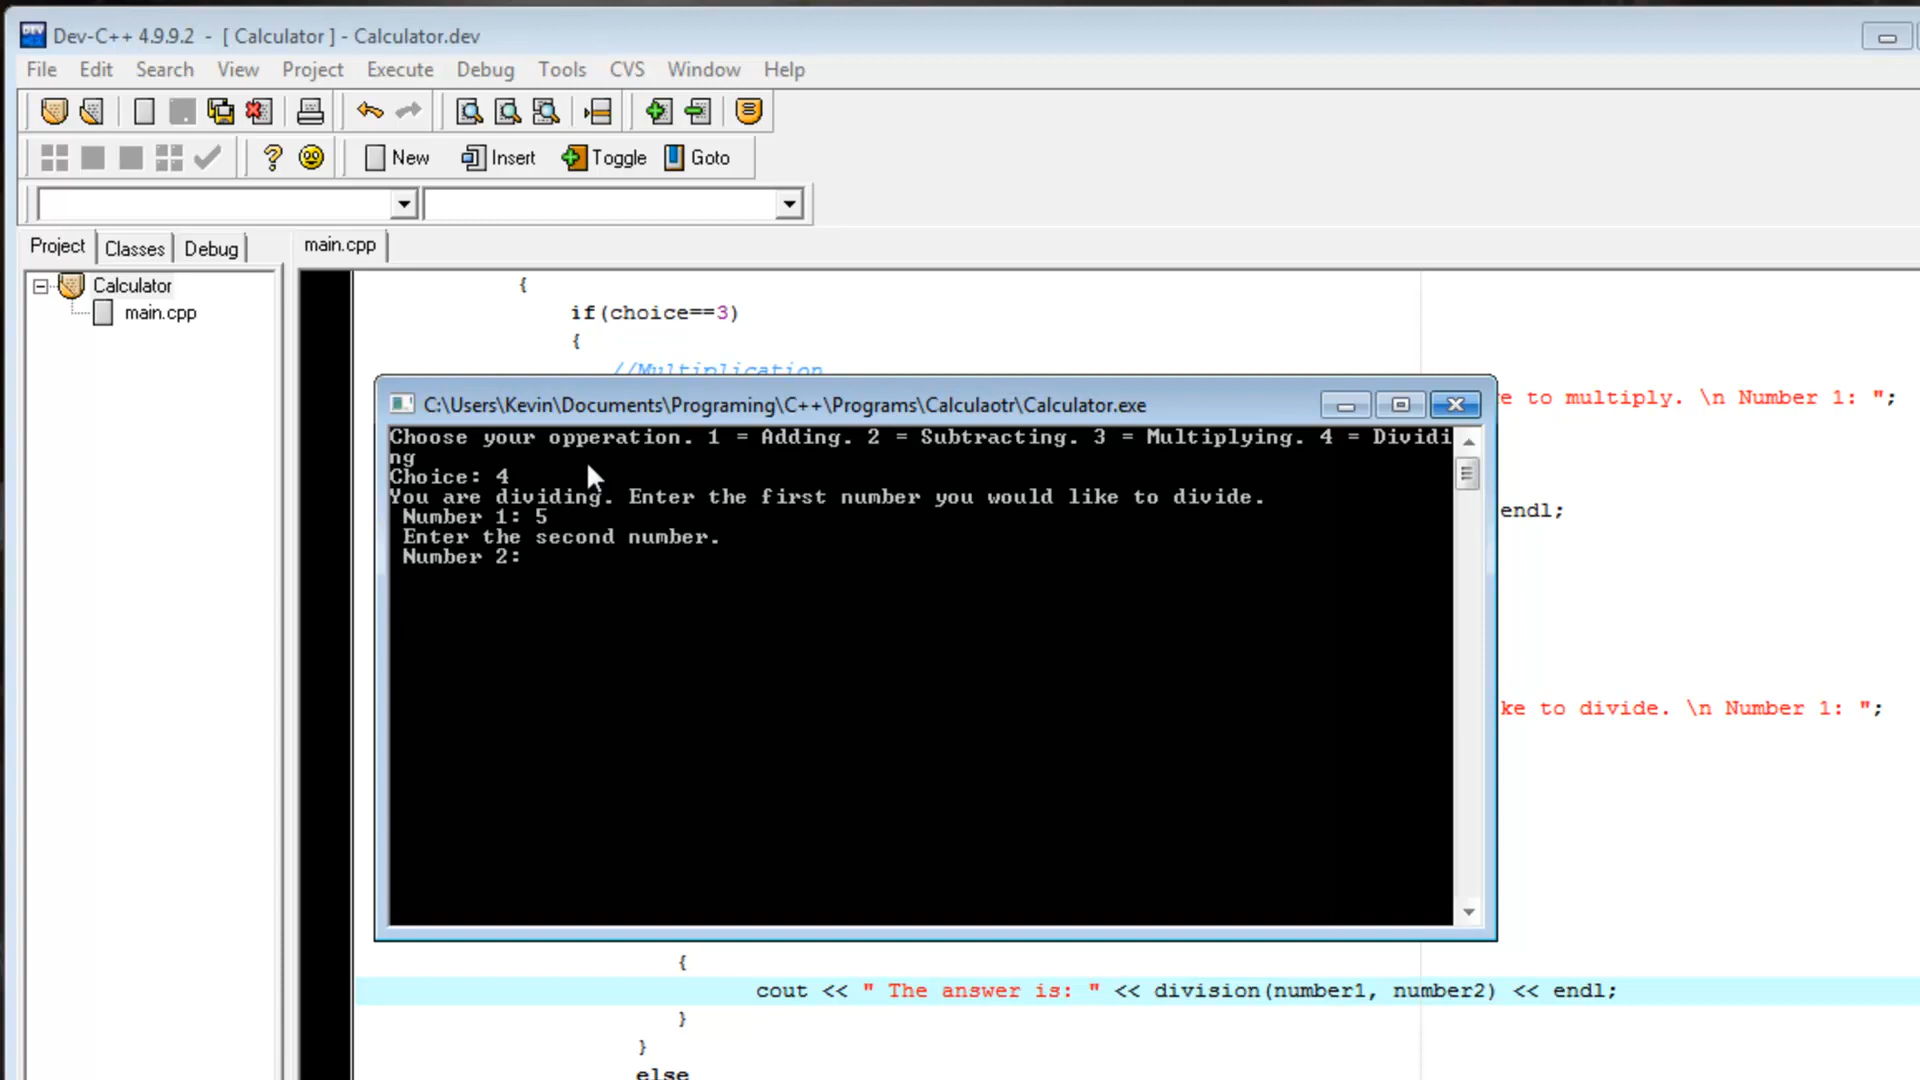 Dev-C++ 4.9.9.2 - [ Calculator ] - Calculator.dev
File Edit Search View Project Execute Debug Tools CVS Window Help
New Insert Toggle Goto
Project Classes Debug main.cpp
Calculator
main.cpp
{
if(choice==3)
{
//Multiplication
C:\Users\Kevin\Documents\Programing\C++\Programs\Calculaotr\Calculator.exe
e to multiply. \n Number 1: ";
Choose your opperation. 1 = Adding. 2 = Subtracting. 3 = Multiplying. 4 = Dividi
ng
Choice: 4
You are dividing. Enter the first number you would like to divide.
Number 1: 5
endl;
Enter the second number.
Number 2:
ke to divide. \n Number 1: ";
{
cout << " The answer is: " << division(number1, number2) << endl;
}
}
else